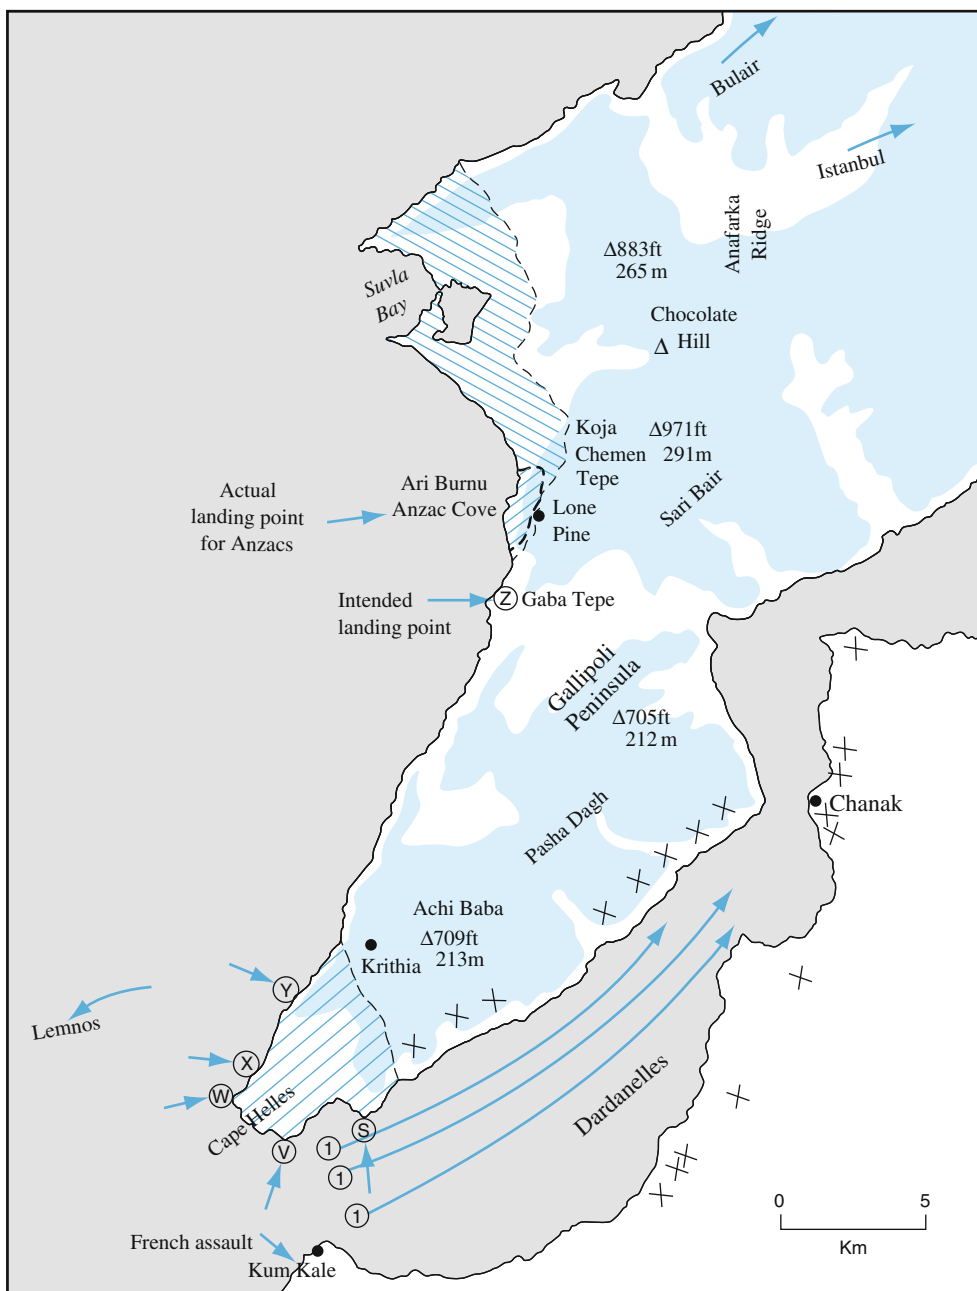 Bulair
Istanbul
Anafarka
Ridge
Δ883ft
265 m
Suvla
Bay
Chocolate
Δ Hill
Koja
Chemen
Tepe
Δ971ft
291m
Sari Bair
Actual
landing point
for Anzacs
Ari Burnu
Anzac Cove
Lone
Pine
Intended
landing point
Z Gaba Tepe
Gallipoli
Peninsula
Δ705ft
212 m
Chanak
Pasha Dagh
Achi Baba
Δ709ft
213m
Krithia
Y
Lemnos
X
W
Cape Helles
V
S
1
1
1
Dardanelles
French assault
Kum Kale
0 5
Km